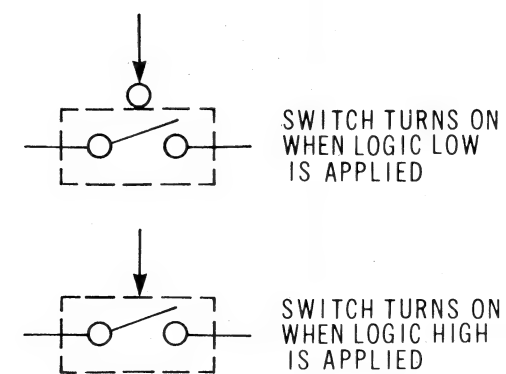 SWITCH TURNS ON
WHEN LOGIC LOW
IS APPLIED
SWITCH TURNS ON
WHEN LOGIC HIGH
IS APPLIED